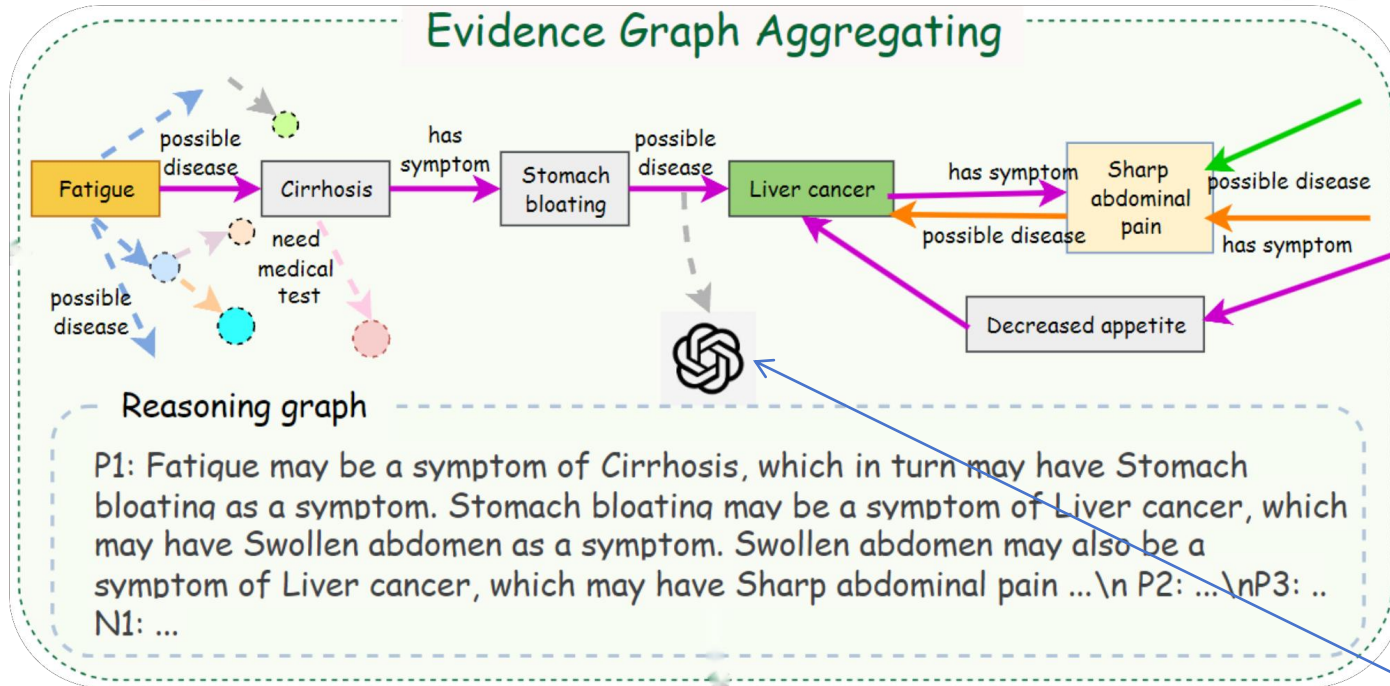 Evidence Graph Aggregating
possible
disease
has
symptom
possible
disease
Fatigue
Cirrhosis
Stomach
bloating
Liver cancer
has symptom
Sharp
abdominal
pain
possible disease
possible disease
has symptom
need
medical
test
possible
disease
Decreased appetite
Reasoning graph
P1: Fatigue may be a symptom of Cirrhosis, which in turn may have Stomach
bloating as a symptom. Stomach bloating may be a symptom of Liver cancer, which
may have Swollen abdomen as a symptom. Swollen abdomen may also be a
symptom of Liver cancer, which may have Sharp abdominal pain ...\n P2: ...\nP3: ..
N1: ...